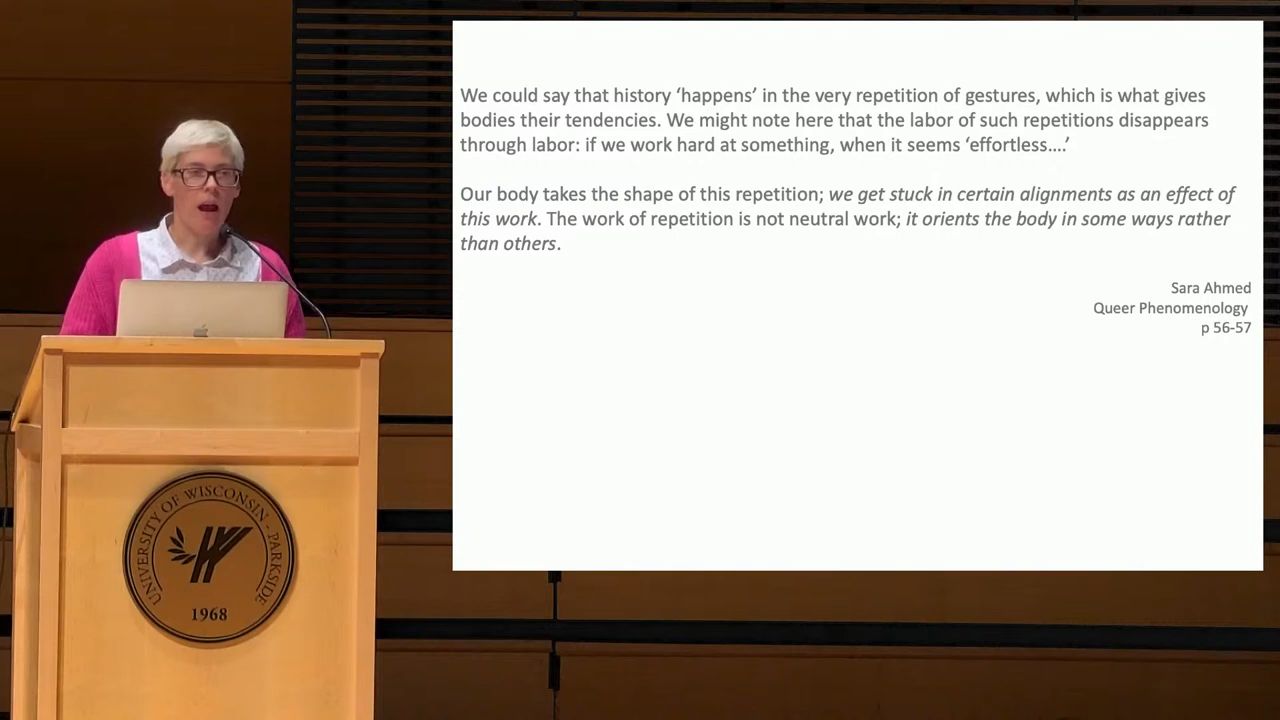 We could say that history ‘happens’ in the very repetition of gestures, which is what gives
bodies their tendencies. We might note here that the labor of such repetitions disappears
through labor: if we work hard at something, when it seems ‘effortless….’
Our body takes the shape of this repetition; we get stuck in certain alignments as an effect of
this work. The work of repetition is not neutral work; it orients the body in some ways rather
than others.
Sara Ahmed
Queer Phenomenology
p 56-57
UNIVERSITY OF WISCONSIN - PARKSIDE
1968